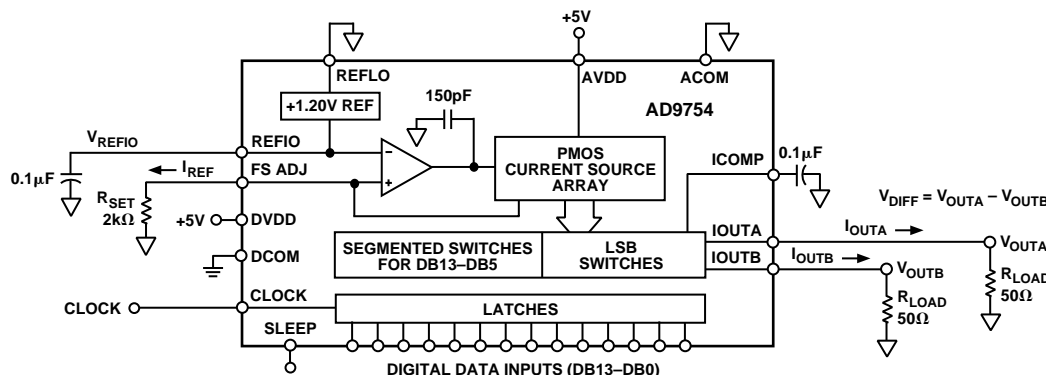 +5V
REFLO
AVDD
ACOM
+1.20V REF
150pF
AD9754
VREFIO
REFIO
–
+
PMOS
CURRENT SOURCE
ARRAY
ICOMP
0.1μF
0.1μF
IREF
FS ADJ
RSET
2kΩ
+5V
DVDD
DCOM
VDIFF = VOUTA – VOUTB
SEGMENTED SWITCHES
FOR DB13–DB5
LSB
SWITCHES
IOUTA
IOUTA
VOUTA
IOUTB
IOUTB
VOUTB
RLOAD
50Ω
RLOAD
50Ω
CLOCK
CLOCK
LATCHES
SLEEP
DIGITAL DATA INPUTS (DB13–DB0)